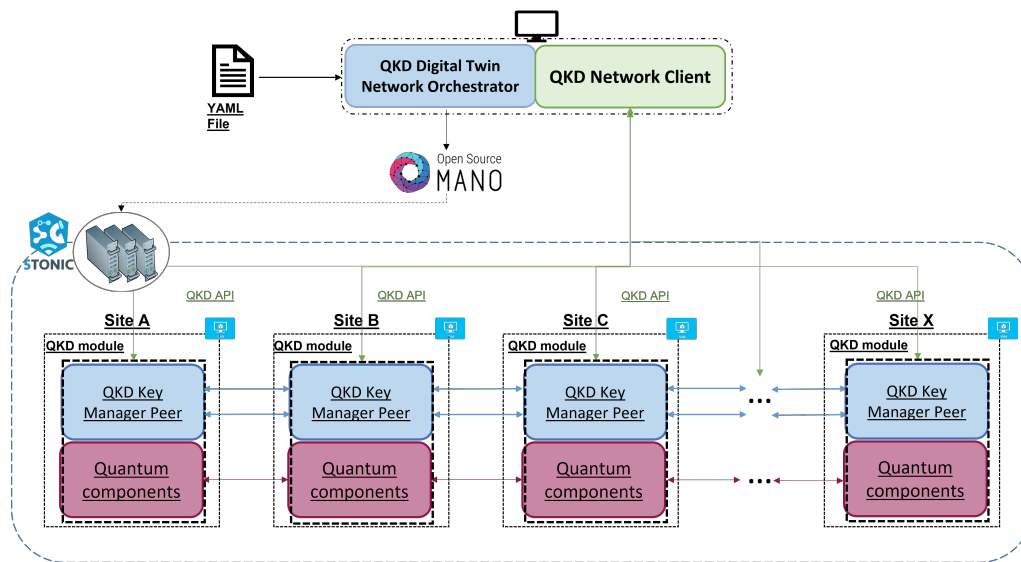 QKD Digital Twin
Network Orchestrator
QKD Network Client
YAML
File
Open Source
MANO
5TONIC
QKD API
QKD API
QKD API
QKD API
Site A
Site B
Site C
Site X
QKD module
QKD module
QKD module
QKD module
QKD Key
Manager Peer
QKD Key
Manager Peer
QKD Key
Manager Peer
...
QKD Key
Manager Peer
Quantum
components
Quantum
components
Quantum
components
...
Quantum
components